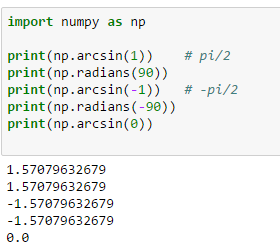 import numpy as np
print(np.arcsin(1))    # pi/2
print(np.radians(90))
print(np.arcsin(-1))   # -pi/2
print(np.radians(-90))
print(np.arcsin(0))
1.57079632679
1.57079632679
-1.57079632679
-1.57079632679
0.0